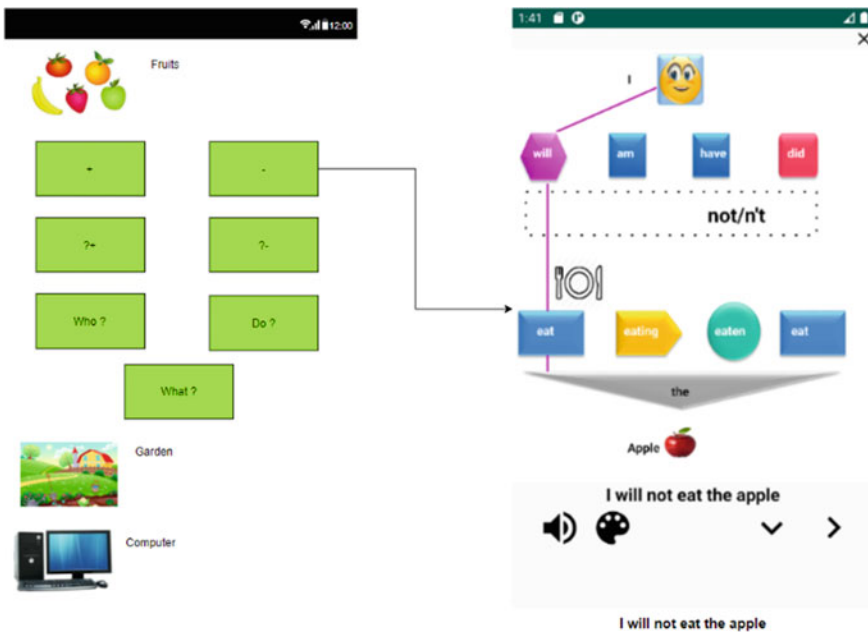 12:00
Fruits
+
-
?+
?-
Who ?
Do ?
What ?
Garden
Computer
1:41
I
will
am
have
did
not/n't
eat
eating
eaten
eat
the
Apple
I will not eat the apple
I will not eat the apple